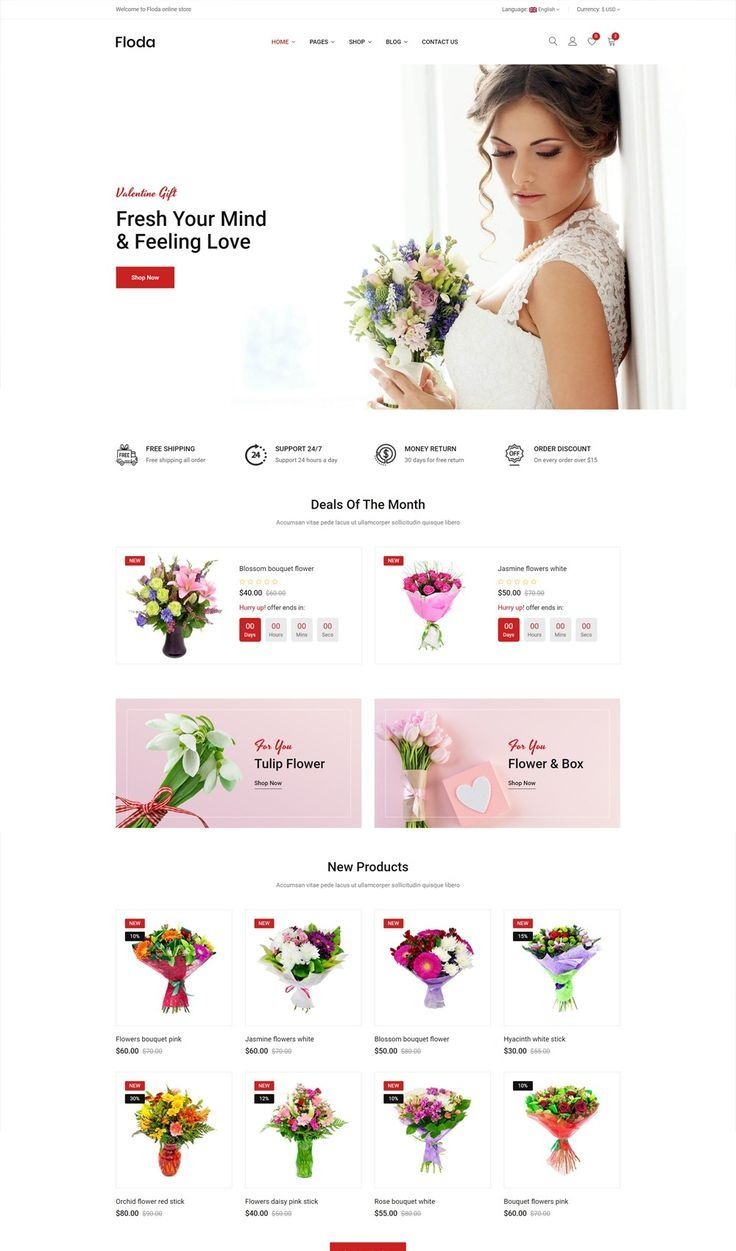 Welcome to Floda online store
Language: English
Currency: $ USD
Floda
HOME PAGES SHOP BLOG CONTACT US
0 2
Valentine Gift
Fresh Your Mind
& Feeling Love
Shop Now
FREE
FREE SHIPPING
Free shipping all order
24
SUPPORT 24/7
Support 24 hours a day
$
MONEY RETURN
30 days for free return
OFF
ORDER DISCOUNT
On every order over $15
Deals Of The Month
Accumsan vitae pede lacus ut ullamcorper sollicitudin quisque libero
NEW
Blossom bouquet flower
$40.00 $60.00
Hurry up! offer ends in:
00 00 00 00
Days Hours Mins Secs
NEW
Jasmine flowers white
$50.00 $70.00
Hurry up! offer ends in:
00 00 00 00
Days Hours Mins Secs
For You
Tulip Flower
Shop Now
For You
Flower & Box
Shop Now
New Products
Accumsan vitae pede lacus ut ullamcorper sollicitudin quisque libero
NEW
10%
Flowers bouquet pink
$60.00 $70.00
NEW
Jasmine flowers white
$60.00 $70.00
NEW
Blossom bouquet flower
$50.00 $80.00
NEW
15%
Hyacinth white stick
$30.00 $55.00
NEW
30%
Orchid flower red stick
$80.00 $90.00
NEW
12%
Flowers daisy pink stick
$40.00 $50.00
NEW
10%
Rose bouquet white
$55.00 $80.00
10%
Bouquet flowers pink
$60.00 $70.00